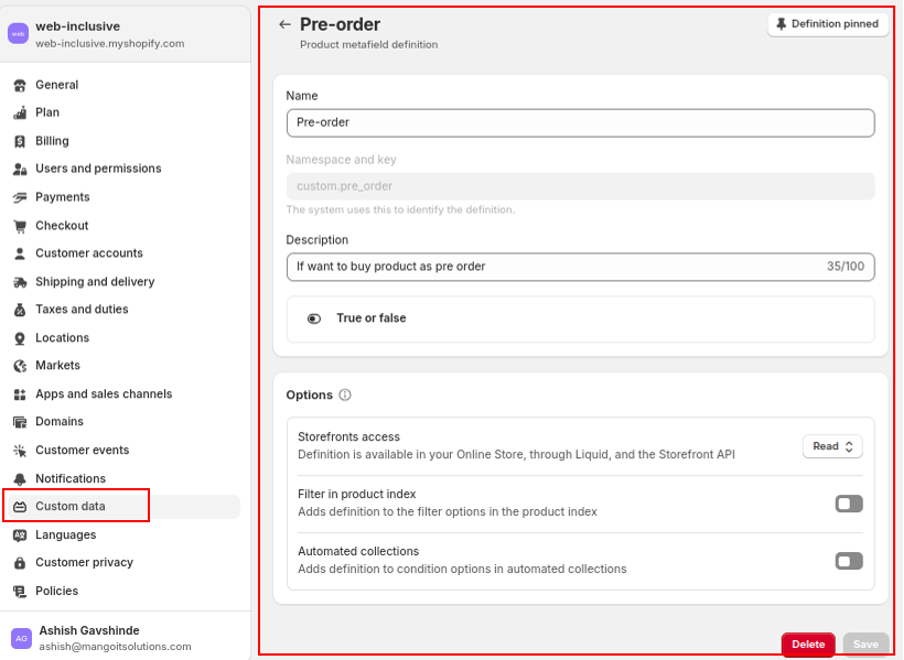 web-inclusive
web-inclusive.myshopify.com
General
Plan
Billing
Users and permissions
Payments
Checkout
Customer accounts
Shipping and delivery
Taxes and duties
Locations
Markets
Apps and sales channels
Domains
Customer events
Notifications
Custom data
Languages
Customer privacy
Policies
AG
Ashish Gavshinde
ashish@mangoitsolutions.com
Pre-order
Product metafield definition
Definition pinned
Name
Pre-order
Namespace and key
custom.pre_order
The system uses this to identify the definition.
Description
If want to buy product as pre order 35/100
True or false
Options
Storefronts access
Definition is available in your Online Store, through Liquid, and the Storefront API
Read
Filter in product index
Adds definition to the filter options in the product index
Automated collections
Adds definition to condition options in automated collections
Delete
Save